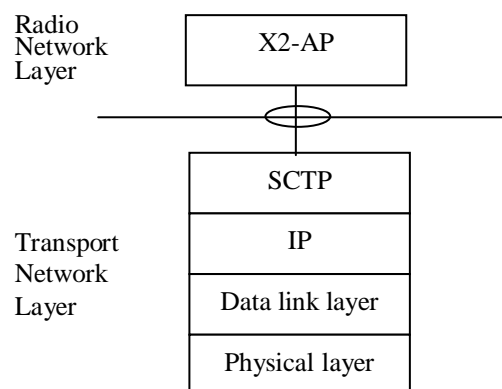 Radio
Network
Layer
X2-AP
SCTP
Transport
Network
Layer
IP
Data link layer
Physical layer